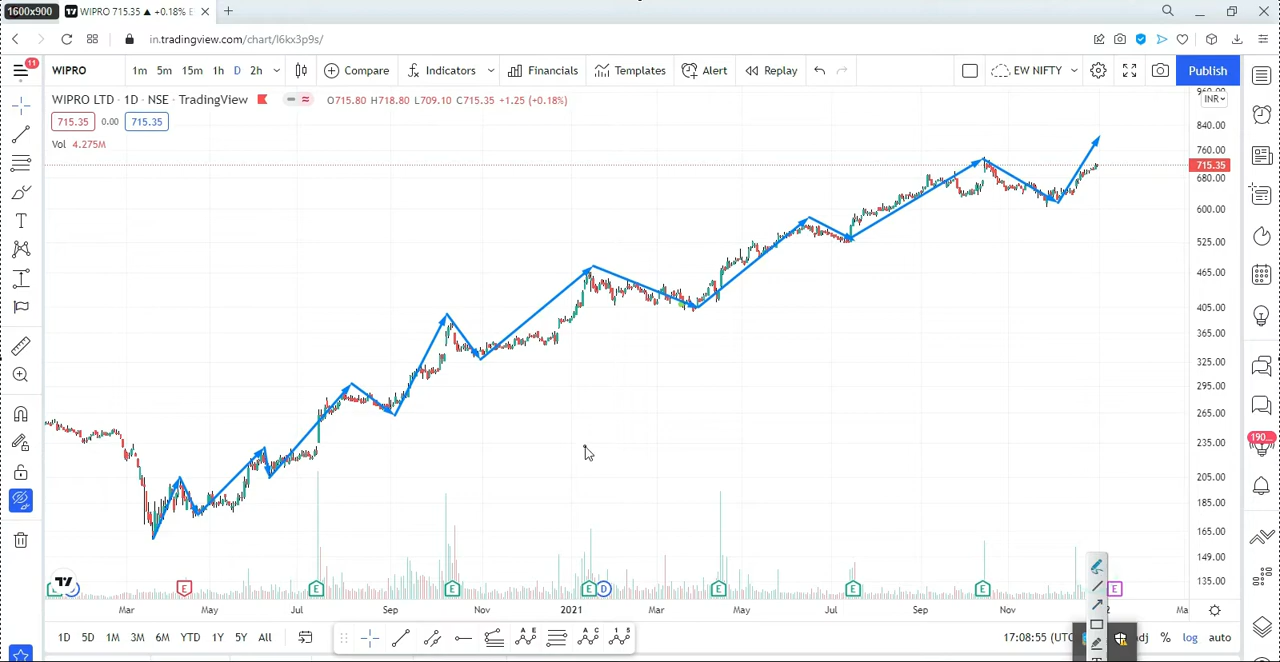 1600x900
WIPRO 715.35 ▲ +0.18% E
in.tradingview.com/chart/l6kx3p9s/
11
WIPRO 1m 5m 15m 1h D 2h Compare Indicators Financials Templates Alert Replay EW NIFTY Publish
WIPRO LTD · 1D · NSE · TradingView O715.80 H718.80 L709.10 C715.35 +1.25 (+0.18%)
715.35 0.00 715.35
Vol 4.275M
INR
960.00
840.00
760.00
715.35
680.00
600.00
525.00
465.00
405.00
365.00
325.00
295.00
265.00
235.00
205.00
185.00
165.00
149.00
135.00
190...
E E E E D E E E E
Mar May Jul Sep Nov 2021 Mar May Jul Sep Nov Ma
1D 5D 1M 3M 6M YTD 1Y 5Y All
17:08:55 (UTC
% log auto